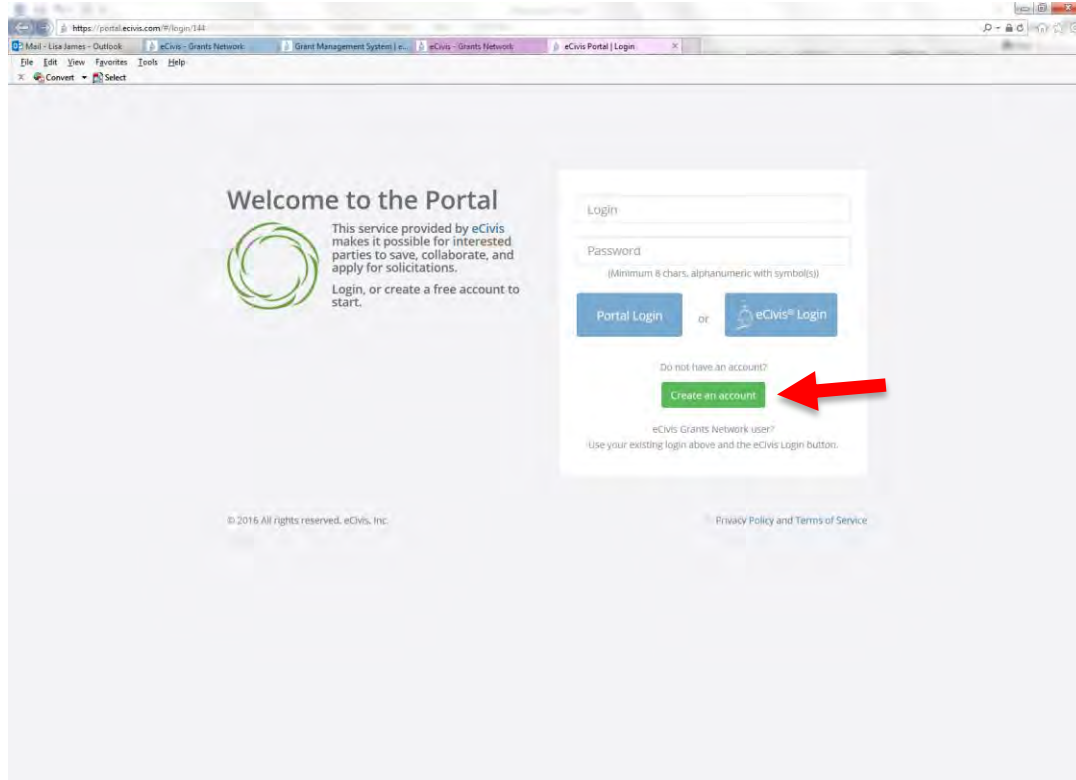 https://portal.ecivis.com/#/login/144
Mail - Lisa James - Outlook
eCivis - Grants Network
Grant Management System | e...
eCivis - Grants Network
eCivis Portal | Login
File Edit View Favorites Tools Help
Convert Select
Welcome to the Portal
This service provided by eCivis
makes it possible for interested
parties to save, collaborate, and
apply for solicitations.
Login, or create a free account to
start.
Login
Password
(Minimum 8 chars, alphanumeric with symbol(s))
Portal Login
or
eCivis® Login
Do not have an account?
Create an account
eCivis Grants Network user?
Use your existing login above and the eCivis Login button.
© 2016 All rights reserved. eCivis, Inc.
Privacy Policy and Terms of Service